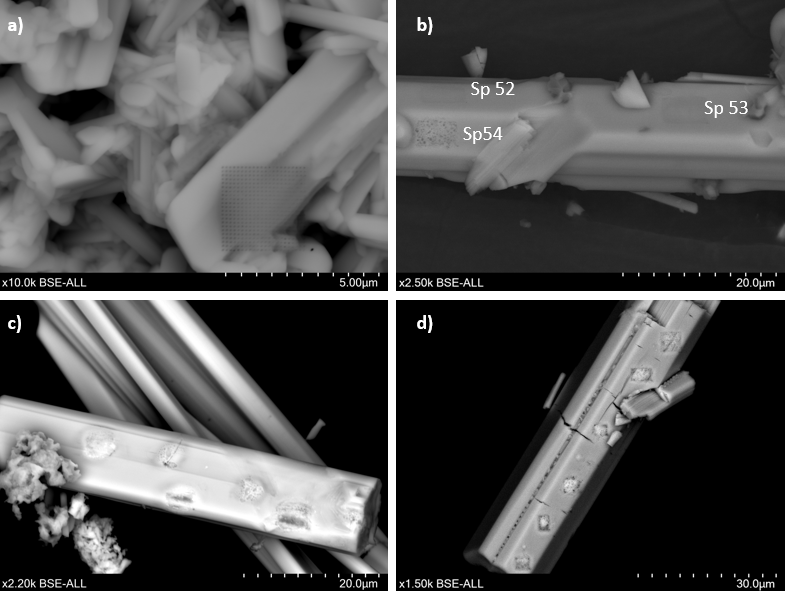 a)
x10.0k BSE-ALL 5.00μm
b)
Sp 52
Sp 53
Sp54
x2.50k BSE-ALL 20.0μm
c)
x2.20k BSE-ALL 20.0μm
d)
x1.50k BSE-ALL 30.0μm